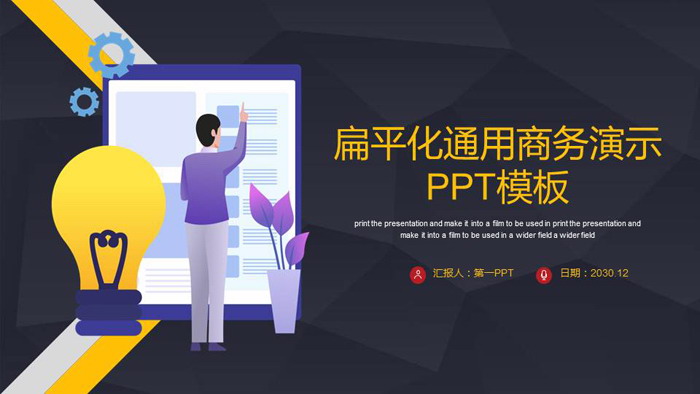 扁平化通用商务演示
PPT模板
print the presentation and make it into a film to be used in print the presentation and
make it into a film to be used in a wider field a wider field
汇报人：第一PPT
日期：2030.12